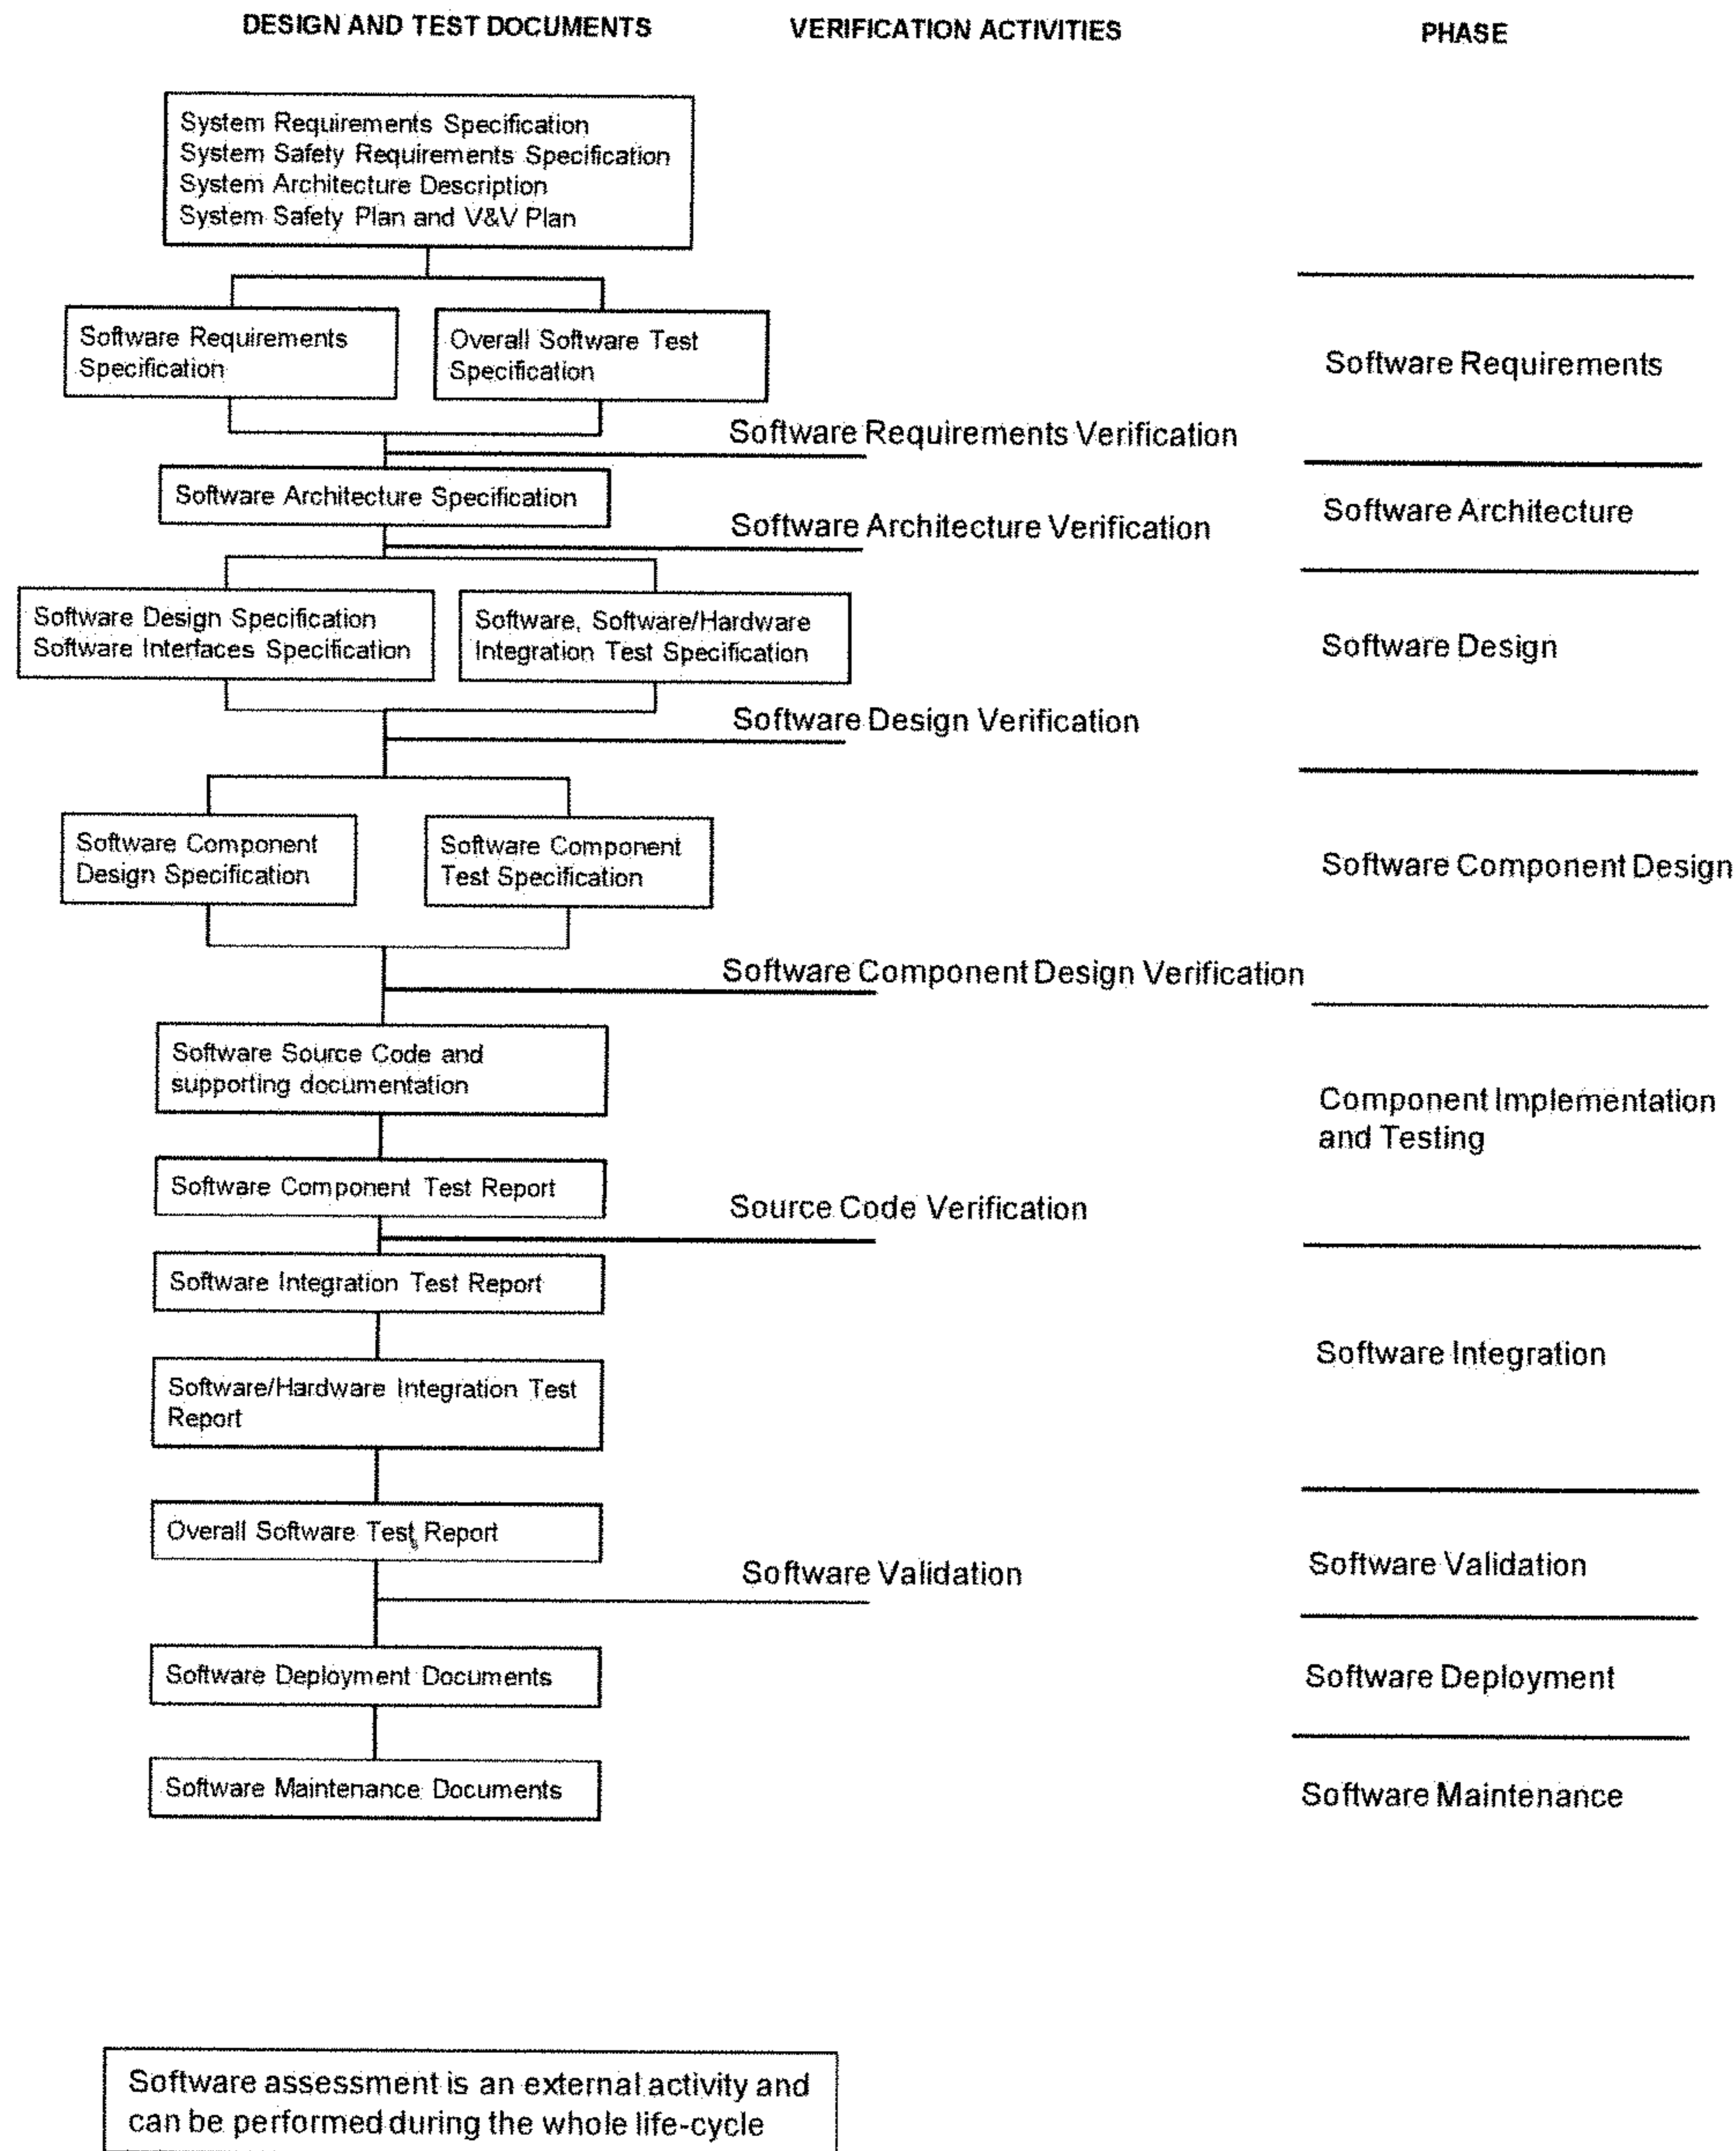 DESIGN AND TEST DOCUMENTS
VERIFICATION ACTIVITIES
PHASE
System Requirements Specification
System Safety Requirements Specification
System Architecture Description
System Safety Plan and V&V Plan
Software Requirements
Specification
Overall Software Test
Specification
Software Requirements
Software Requirements Verification
Software Architecture Specification
Software Architecture
Software Architecture Verification
Software Design Specification
Software Interfaces Specification
Software, Software/Hardware
Integration Test Specification
Software Design
Software Design Verification
Software Component
Design Specification
Software Component
Test Specification
Software Component Design
Software Component Design Verification
Software Source Code and
supporting documentation
Component Implementation
and Testing
Software Component Test Report
Source Code Verification
Software Integration Test Report
Software Integration
Software/Hardware Integration Test
Report
Overall Software Test Report
Software Validation
Software Validation
Software Deployment Documents
Software Deployment
Software Maintenance Documents
Software Maintenance
Software assessment is an external activity and
can be performed during the whole life-cycle